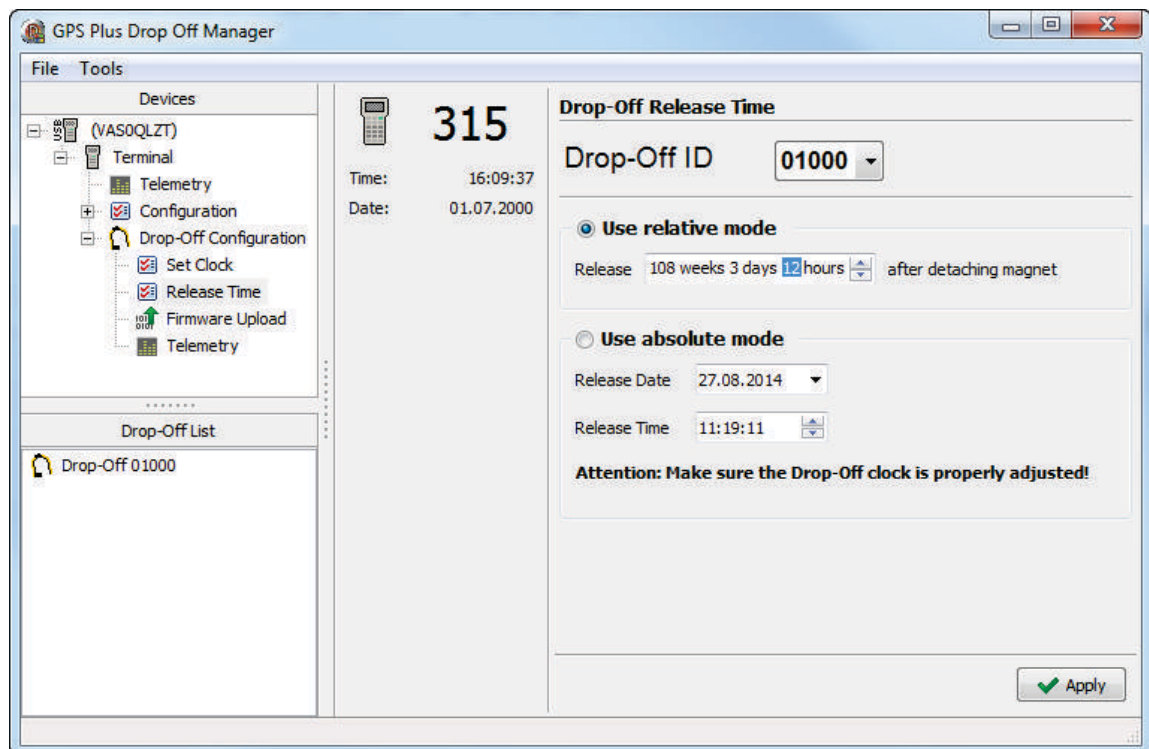 GPS Plus Drop Off Manager
File Tools
Devices
(VAS0QLZT)
Terminal
Telemetry
Configuration
Drop-Off Configuration
Set Clock
Release Time
Firmware Upload
Telemetry
Drop-Off List
Drop-Off 01000
315
Time: 16:09:37
Date: 01.07.2000
Drop-Off Release Time
Drop-Off ID 01000
Use relative mode
Release 108 weeks 3 days 12 hours after detaching magnet
Use absolute mode
Release Date 27.08.2014
Release Time 11:19:11
Attention: Make sure the Drop-Off clock is properly adjusted!
Apply